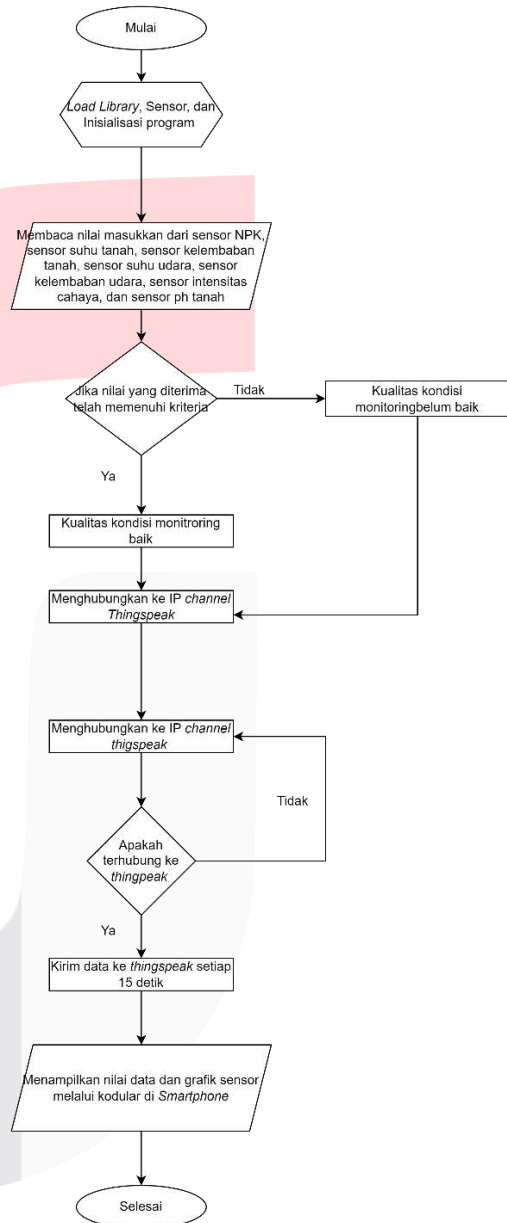 Mulai
Load Library, Sensor, dan
Inisialisasi program
Membaca nilai masukkan dari sensor NPK,
sensor suhu tanah, sensor kelembaban
tanah, sensor suhu udara, sensor
kelembaban udara, sensor intensitas
cahaya, dan sensor ph tanah
Jika nilai yang diterima
telah memenuhi kriteria
Tidak
Kualitas kondisi
monitoringbelum baik
Ya
Kualitas kondisi monitroring
baik
Menghubungkan ke IP channel
Thingspeak
Menghubungkan ke IP channel
thigspeak
Tidak
Apakah
terhubung ke
thingpeak
Ya
Kirim data ke thingspeak setiap
15 detik
Menampilkan nilai data dan grafik sensor
melalui kodular di Smartphone
Selesai